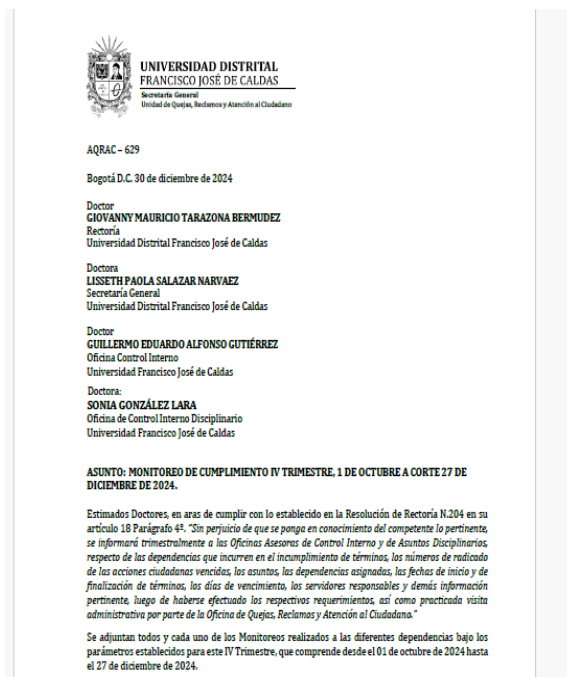 UNIVERSIDAD DISTRITAL
FRANCISCO JOSÉ DE CALDAS
Secretaría General
Unidad de Quejas, Reclamos y Atención al Ciudadano
AQRAC – 629
Bogotá D.C. 30 de diciembre de 2024
Doctor
GIOVANNY MAURICIO TARAZONA BERMUDEZ
Rectoría
Universidad Distrital Francisco José de Caldas
Doctora
LISSETH PAOLA SALAZAR NARVAEZ
Secretaría General
Universidad Distrital Francisco José de Caldas
Doctor
GUILLERMO EDUARDO ALFONSO GUTIÉRREZ
Oficina Control Interno
Universidad Francisco José de Caldas
Doctora:
SONIA GONZÁLEZ LARA
Oficina de Control Interno Disciplinario
Universidad Francisco José de Caldas
ASUNTO: MONITOREO DE CUMPLIMIENTO IV TRIMESTRE, 1 DE OCTUBRE A CORTE 27 DE
DICIEMBRE DE 2024.
Estimados Doctores, en aras de cumplir con lo establecido en la Resolución de Rectoría N.204 en su
artículo 18 Parágrafo 4º. "Sin perjuicio de que se ponga en conocimiento del competente lo pertinente,
se informará trimestralmente a las Oficinas Asesoras de Control Interno y de Asuntos Disciplinarios,
respecto de las dependencias que incurren en el incumplimiento de términos, los números de radicado
de las acciones ciudadanas vencidas, los asuntos, las dependencias asignadas, las fechas de inicio y de
finalización de términos, los días de vencimiento, los servidores responsables y demás información
pertinente, luego de haberse efectuado los respectivos requerimientos, así como practicada visita
administrativa por parte de la Oficina de Quejas, Reclamos y Atención al Ciudadano."
Se adjuntan todos y cada uno de los Monitoreos realizados a las diferentes dependencias bajo los
parámetros establecidos para este IV Trimestre, que comprende desde el 01 de octubre de 2024 hasta
el 27 de diciembre de 2024.